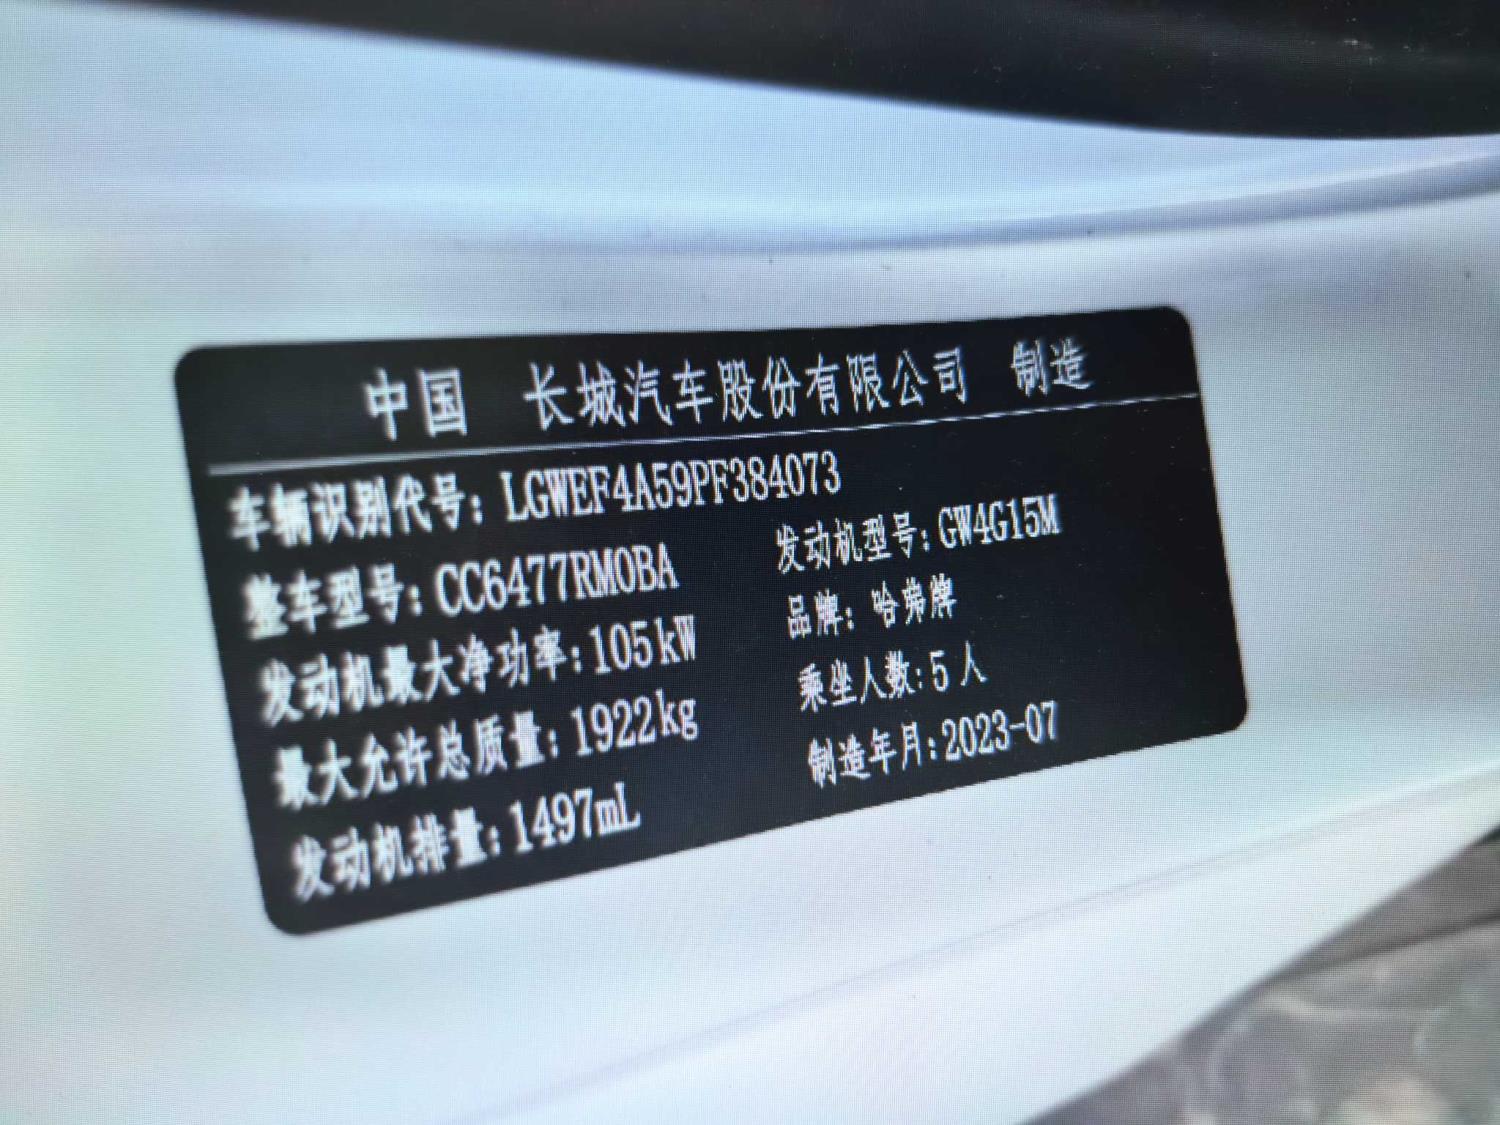 中国 长城汽车股份有限公司 制造
车辆识别代号：LGWEF4A59PF384073
整车型号：CC6477RM0BA 发动机型号：GW4G15M
发动机最大净功率：105kW 品牌：哈弗牌
最大允许总质量：1922kg 乘坐人数：5 人
发动机排量：1497mL 制造年月：2023-07